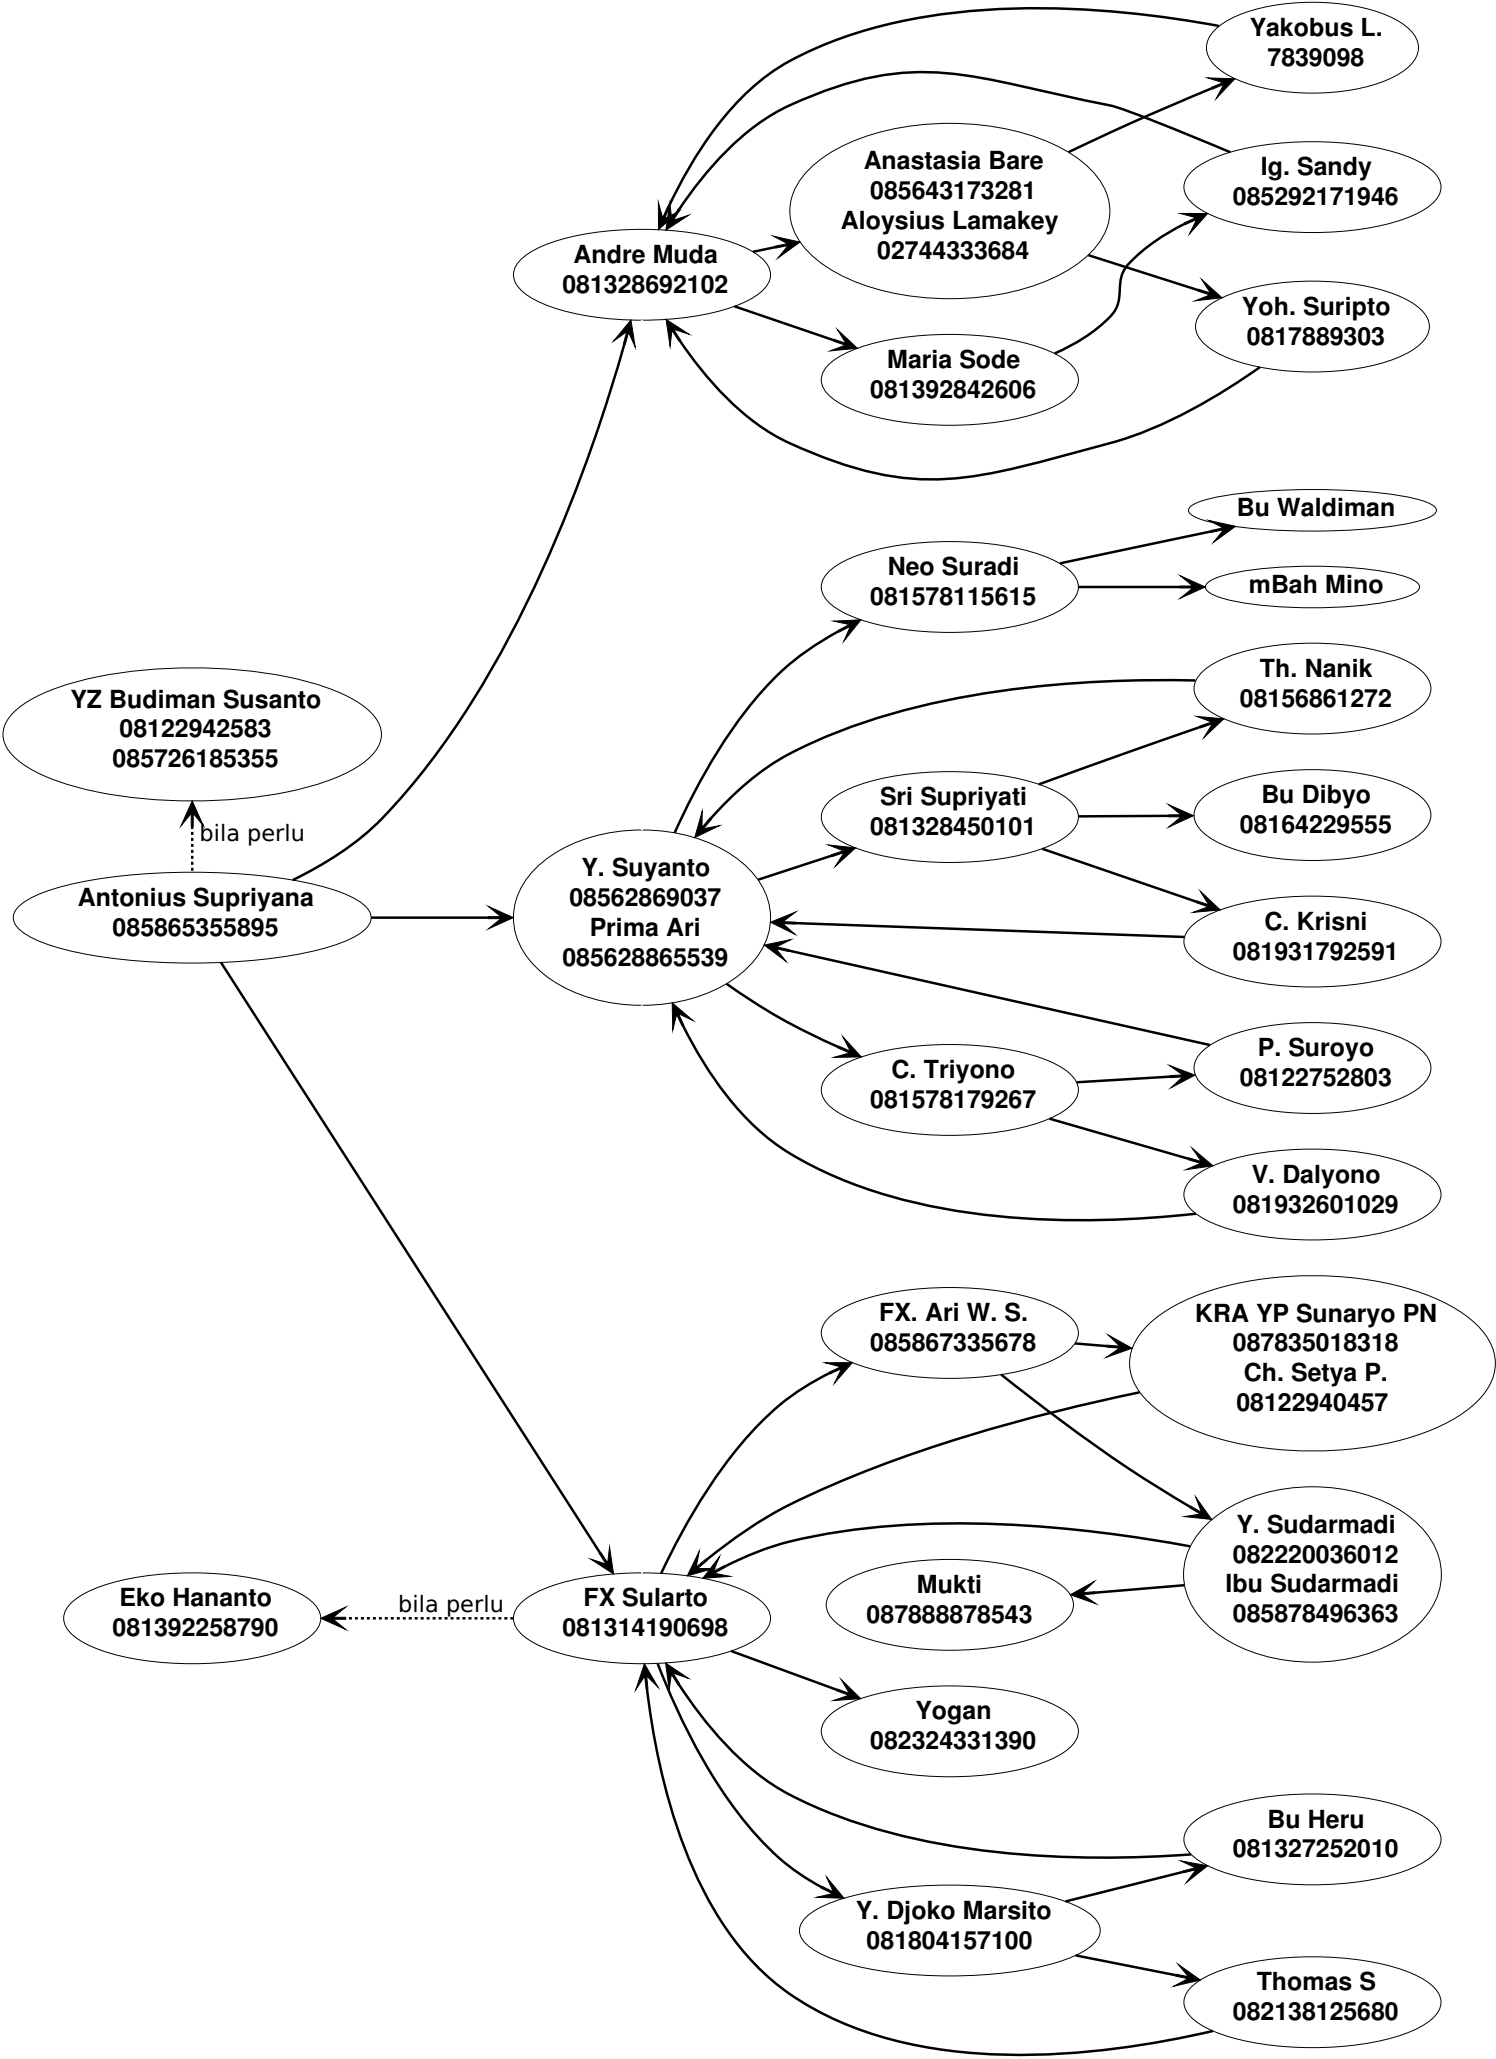 Yakobus L.
7839098
Anastasia Bare
085643173281
Aloysius Lamakey
02744333684
Ig. Sandy
085292171946
Andre Muda
081328692102
Yoh. Suripto
0817889303
Maria Sode
081392842606
Bu Waldiman
Neo Suradi
081578115615
mBah Mino
Th. Nanik
08156861272
YZ Budiman Susanto
08122942583
085726185355
bila perlu
Sri Supriyati
081328450101
Bu Dibyo
08164229555
Antonius Supriyana
085865355895
Y. Suyanto
08562869037
Prima Ari
085628865539
C. Krisni
081931792591
C. Triyono
081578179267
P. Suroyo
08122752803
V. Dalyono
081932601029
FX. Ari W. S.
085867335678
KRA YP Sunaryo PN
087835018318
Ch. Setya P.
08122940457
Y. Sudarmadi
082220036012
Ibu Sudarmadi
085878496363
Mukti
087888878543
Eko Hananto
081392258790
bila perlu
FX Sularto
081314190698
Yogan
082324331390
Bu Heru
081327252010
Y. Djoko Marsito
081804157100
Thomas S
082138125680